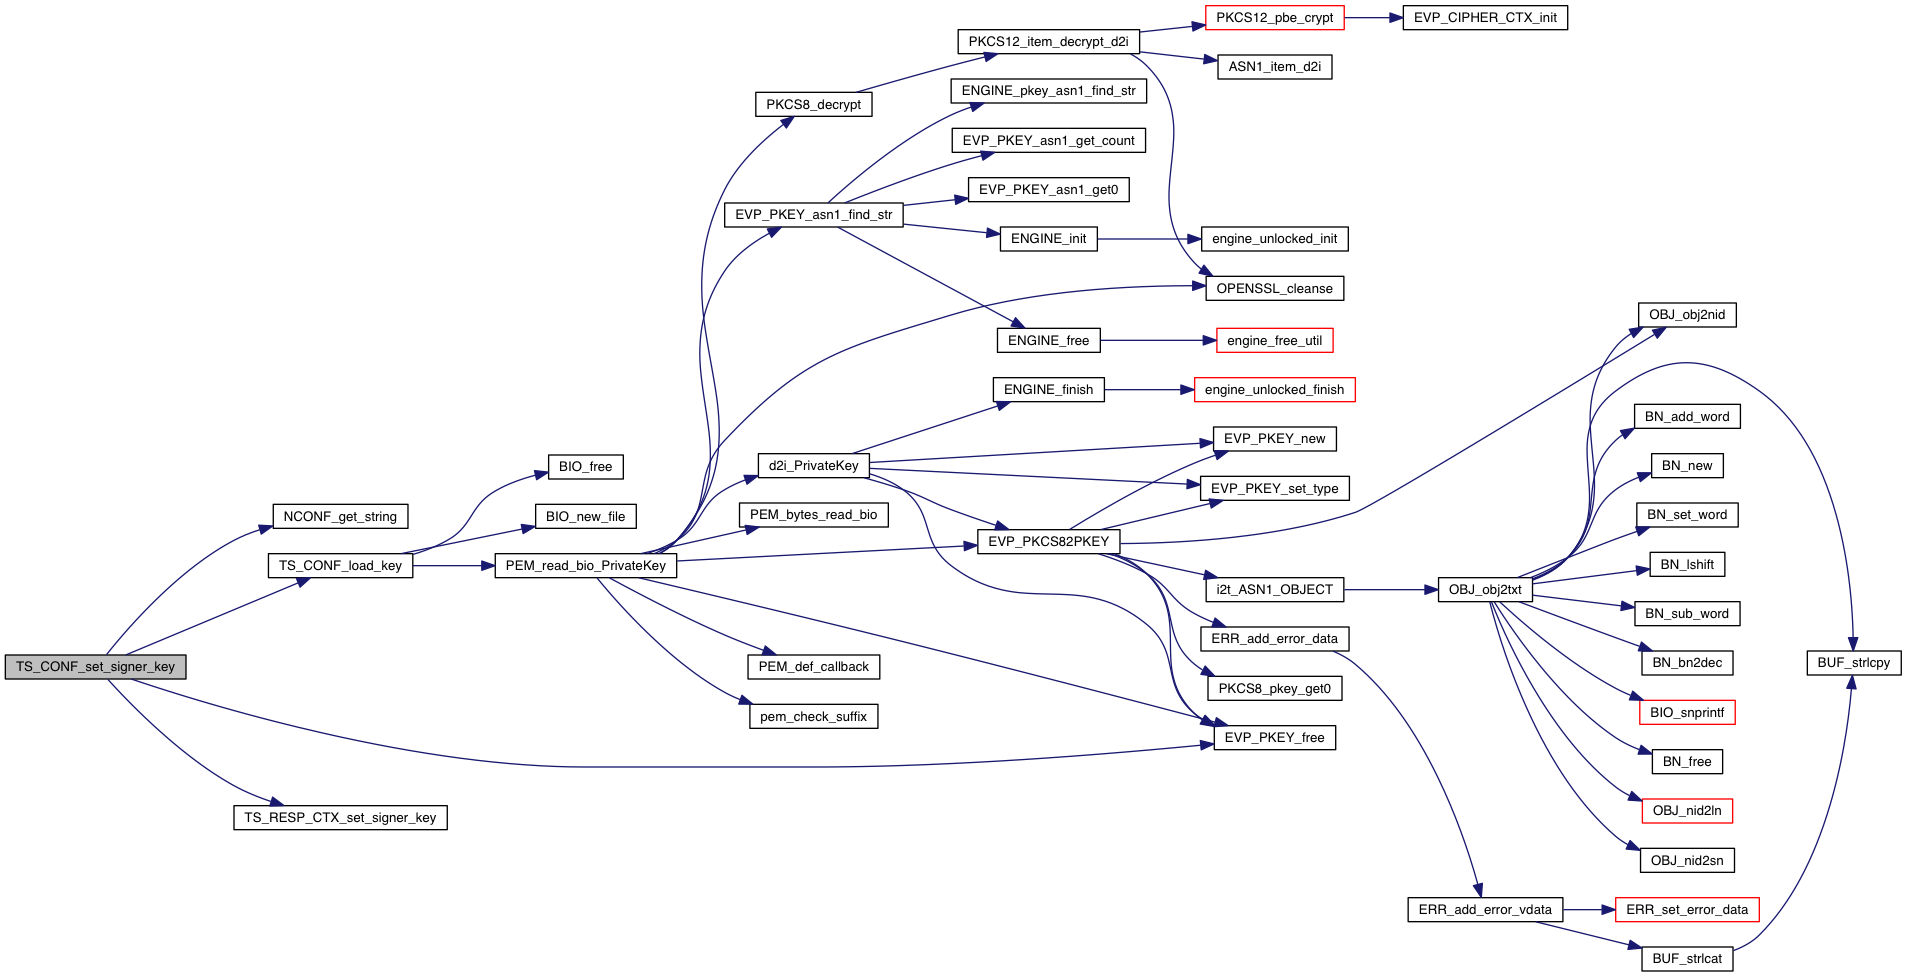 PKCS12_pbe_crypt
EVP_CIPHER_CTX_init
PKCS12_item_decrypt_d2i
ASN1_item_d2i
ENGINE_pkey_asn1_find_str
PKCS8_decrypt
EVP_PKEY_asn1_get_count
EVP_PKEY_asn1_get0
EVP_PKEY_asn1_find_str
ENGINE_init
engine_unlocked_init
OPENSSL_cleanse
OBJ_obj2nid
ENGINE_free
engine_free_util
ENGINE_finish
engine_unlocked_finish
BN_add_word
EVP_PKEY_new
d2i_PrivateKey
BN_new
BIO_free
EVP_PKEY_set_type
NCONF_get_string
BIO_new_file
PEM_bytes_read_bio
BN_set_word
EVP_PKCS82PKEY
TS_CONF_load_key
PEM_read_bio_PrivateKey
BN_lshift
i2t_ASN1_OBJECT
OBJ_obj2txt
BN_sub_word
ERR_add_error_data
TS_CONF_set_signer_key
PEM_def_callback
BN_bn2dec
BUF_strlcpy
PKCS8_pkey_get0
pem_check_suffix
BIO_snprintf
EVP_PKEY_free
BN_free
TS_RESP_CTX_set_signer_key
OBJ_nid2ln
OBJ_nid2sn
ERR_add_error_vdata
ERR_set_error_data
BUF_strlcat